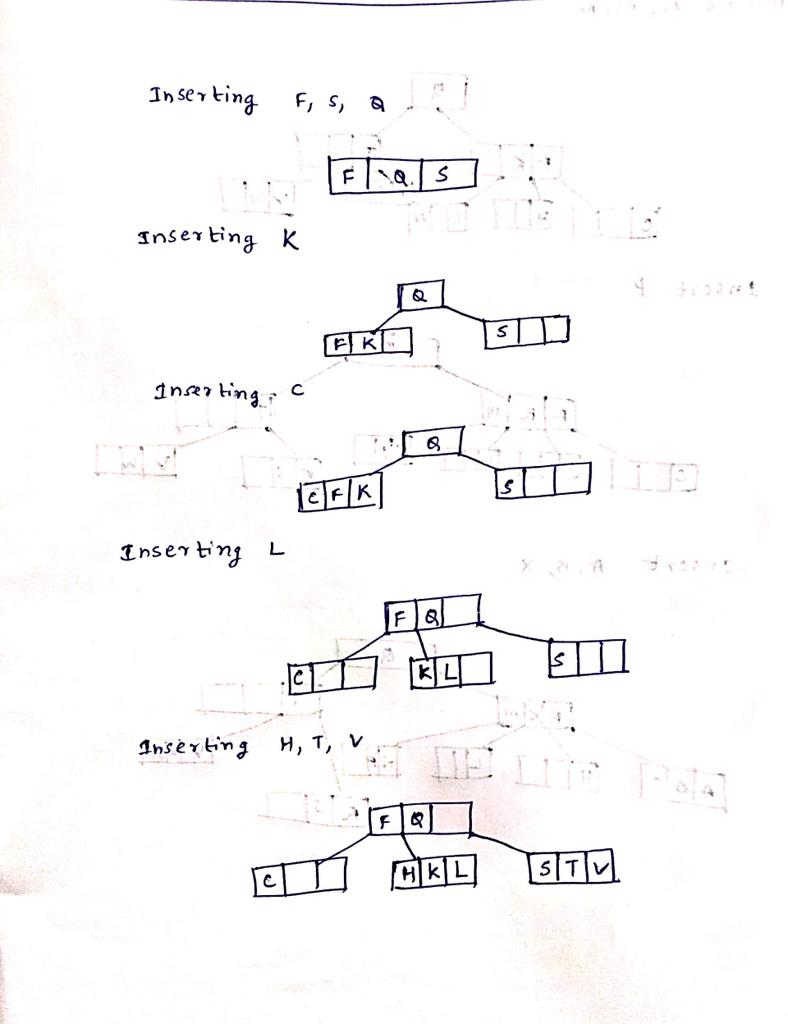 Inserting F, S, Q
F Q S
Inserting K
Q
F K S
Inserting C
Q
C F K S
Inserting L
F Q
C K L S
Inserting H, T, V
F Q
C H K L S T V